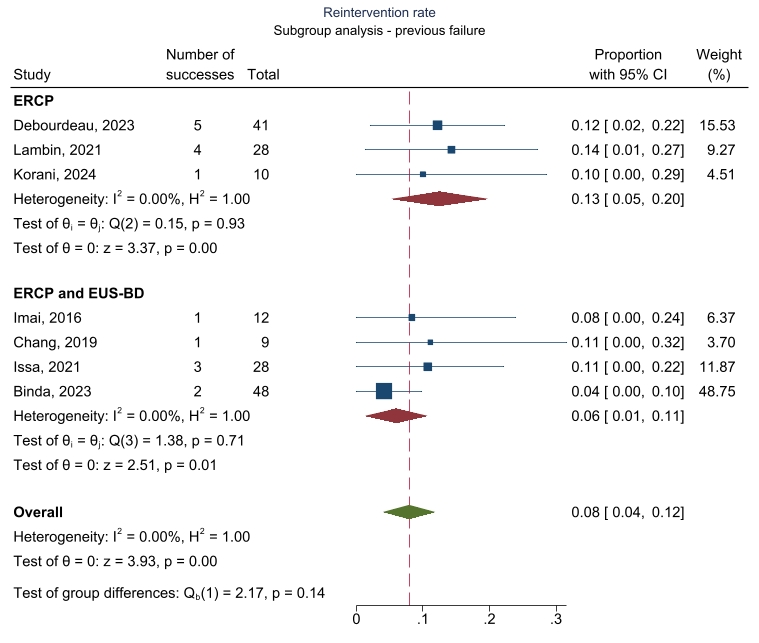 Reintervention rate
Subgroup analysis - previous failure
Number of Proportion Weight
Study successes Total with 95% CI (%)
ERCP
Debourdeau, 2023 5 41 0.12 [ 0.02, 0.22] 15.53
Lambin, 2021 4 28 0.14 [ 0.01, 0.27] 9.27
Korani, 2024 1 10 0.10 [ 0.00, 0.29] 4.51
Heterogeneity: I² = 0.00%, H² = 1.00 0.13 [ 0.05, 0.20]
Test of θᵢ = θⱼ: Q(2) = 0.15, p = 0.93
Test of θ = 0: z = 3.37, p = 0.00
ERCP and EUS-BD
Imai, 2016 1 12 0.08 [ 0.00, 0.24] 6.37
Chang, 2019 1 9 0.11 [ 0.00, 0.32] 3.70
Issa, 2021 3 28 0.11 [ 0.00, 0.22] 11.87
Binda, 2023 2 48 0.04 [ 0.00, 0.10] 48.75
Heterogeneity: I² = 0.00%, H² = 1.00 0.06 [ 0.01, 0.11]
Test of θᵢ = θⱼ: Q(3) = 1.38, p = 0.71
Test of θ = 0: z = 2.51, p = 0.01
Overall 0.08 [ 0.04, 0.12]
Heterogeneity: I² = 0.00%, H² = 1.00
Test of θ = 0: z = 3.93, p = 0.00
Test of group differences: Q_b(1) = 2.17, p = 0.14
0 .1 .2 .3